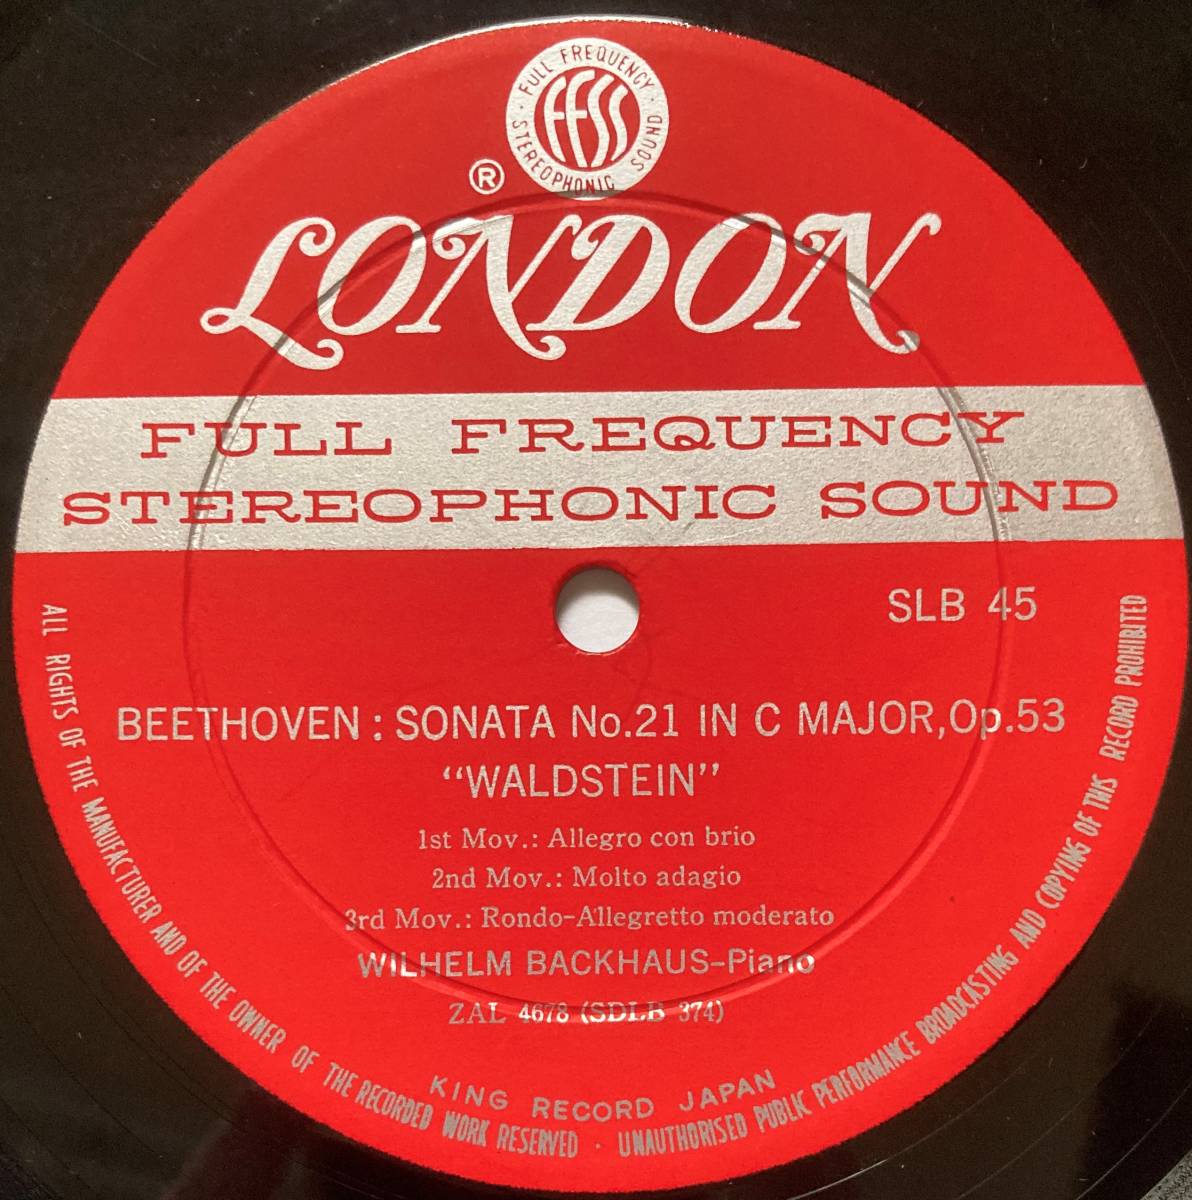 · FULL FREQUENCY ·
STEREOPHONIC SOUND
FFSS
®
LONDON
FULL FREQUENCY
STEREOPHONIC SOUND
SLB 45
BEETHOVEN : SONATA No.21 IN C MAJOR,Op.53
“WALDSTEIN”
1st Mov.: Allegro con brio
2nd Mov.: Molto adagio
3rd Mov.: Rondo-Allegretto moderato
WILHELM BACKHAUS-Piano
ZAL 4678 (SDLB 374)
KING RECORD JAPAN
ALL RIGHTS OF THE MANUFACTURER AND OF THE OWNER OF THE RECORDED WORK RESERVED · UNAUTHORISED PUBLIC PERFORMANCE BROADCASTING AND COPYING OF THIS RECORD PROHIBITED